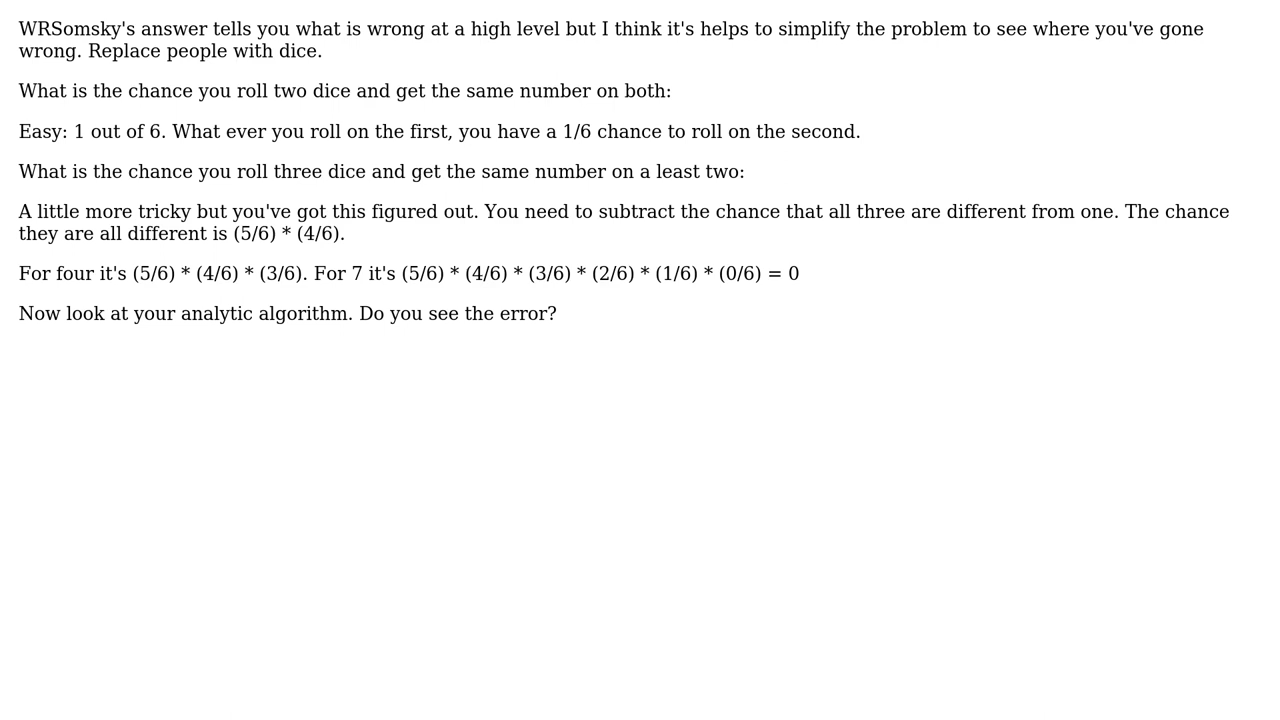 WRSomsky's answer tells you what is wrong at a high level but I think it's helps to simplify the problem to see where you've gone
wrong. Replace people with dice.
What is the chance you roll two dice and get the same number on both:
Easy: 1 out of 6. What ever you roll on the first, you have a 1/6 chance to roll on the second.
What is the chance you roll three dice and get the same number on a least two:
A little more tricky but you've got this figured out. You need to subtract the chance that all three are different from one. The chance
they are all different is (5/6) * (4/6).
For four it's (5/6) * (4/6) * (3/6). For 7 it's (5/6) * (4/6) * (3/6) * (2/6) * (1/6) * (0/6) = 0
Now look at your analytic algorithm. Do you see the error?